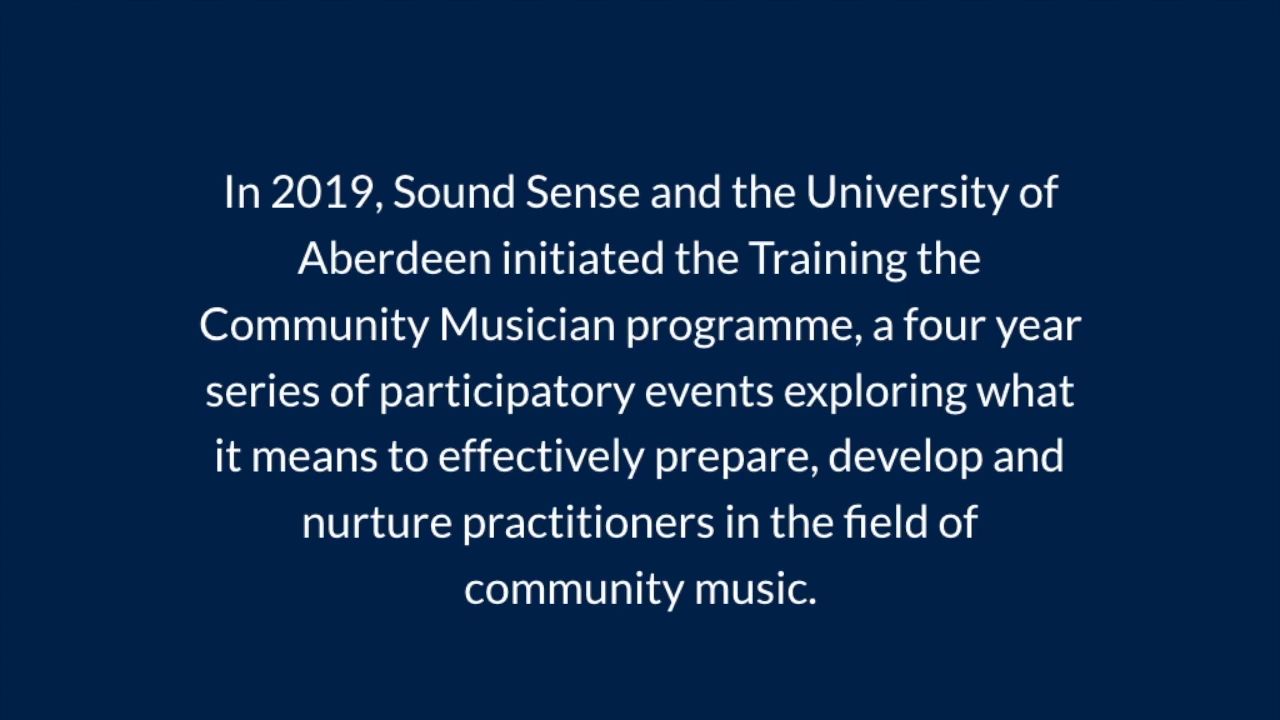 In 2019, Sound Sense and the University of
Aberdeen initiated the Training the
Community Musician programme, a four year
series of participatory events exploring what
it means to effectively prepare, develop and
nurture practitioners in the field of
community music.